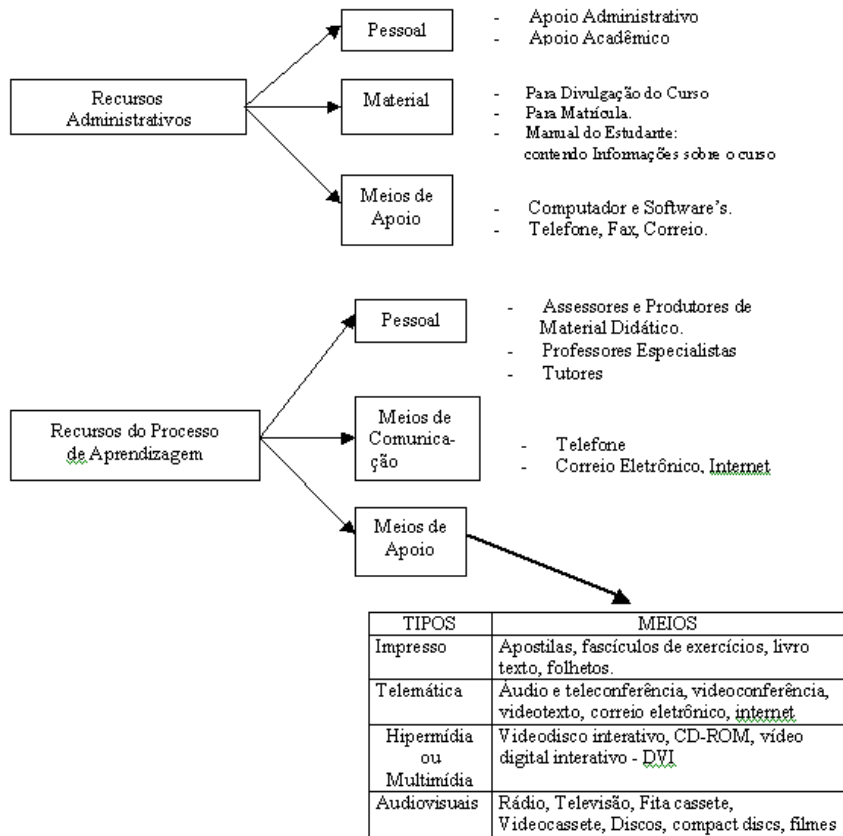 Recursos
Administrativos
Pessoal
- Apoio Administrativo
- Apoio Acadêmico
Material
- Para Divulgação do Curso
- Para Matrícula.
- Manual do Estudante:
contendo Informações sobre o curso
Meios de
Apoio
- Computador e Software's.
- Telefone, Fax, Correio.
Recursos do Processo
de Aprendizagem
Pessoal
- Assessores e Produtores de
Material Didático.
- Professores Especialistas
- Tutores
Meios de
Comunica-
ção
- Telefone
- Correio Eletrônico, Internet
Meios de
Apoio
TIPOS MEIOS
Impresso Apostilas, fascículos de exercícios, livro
texto, folhetos.
Telemática Áudio e teleconferência, videoconferência,
videotexto, correio eletrônico, internet
Hipermídia Videodisco interativo, CD-ROM, vídeo
ou digital interativo - DVI
Multimídia
Audiovisuais Rádio, Televisão, Fita cassete,
Videocassete, Discos, compact discs, filmes